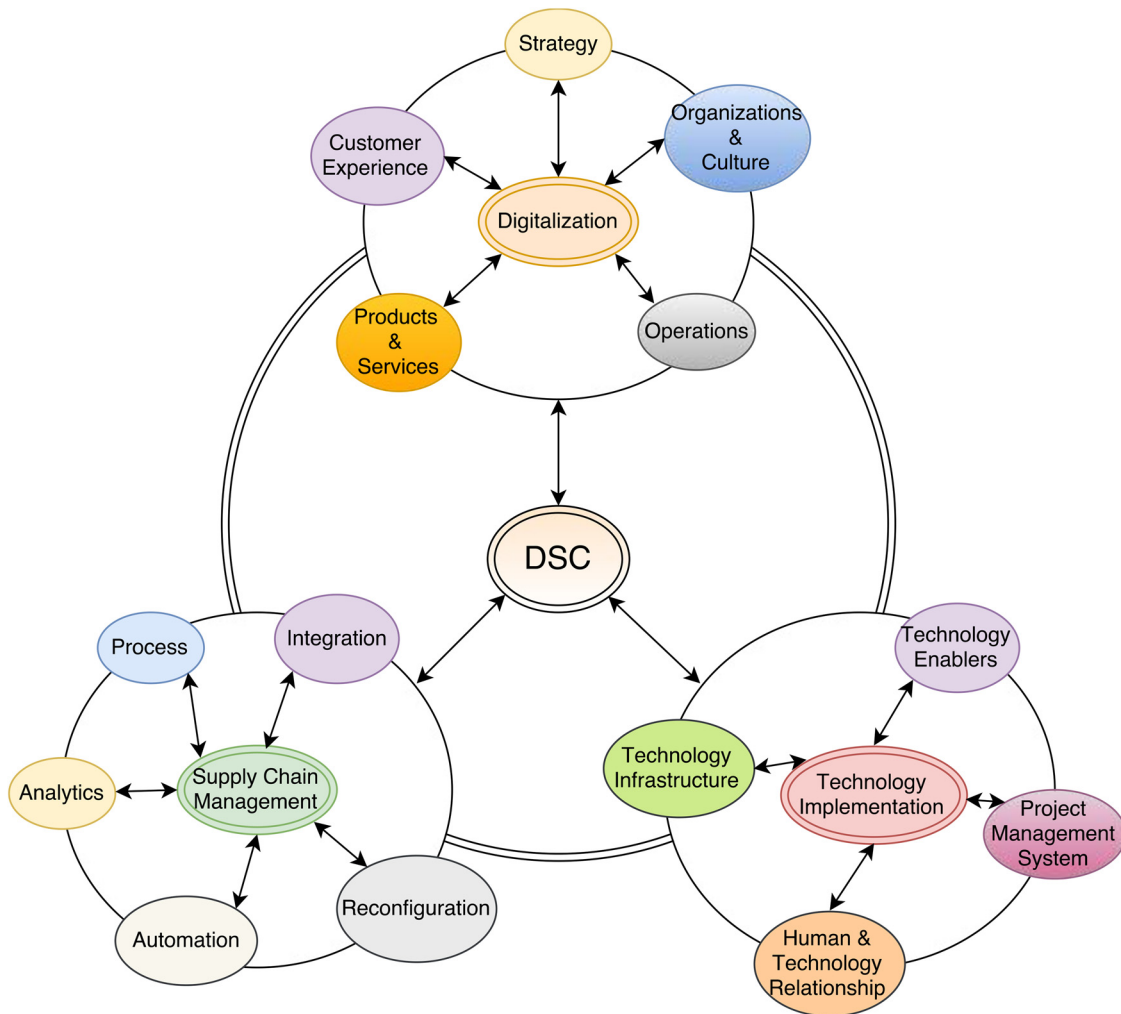 Strategy
Organizations
&
Culture
Customer
Experience
Digitalization
Products
&
Services
Operations
DSC
Process
Integration
Analytics
Supply Chain
Management
Automation
Reconfiguration
Technology
Enablers
Technology
Infrastructure
Technology
Implementation
Project
Management
System
Human &
Technology
Relationship